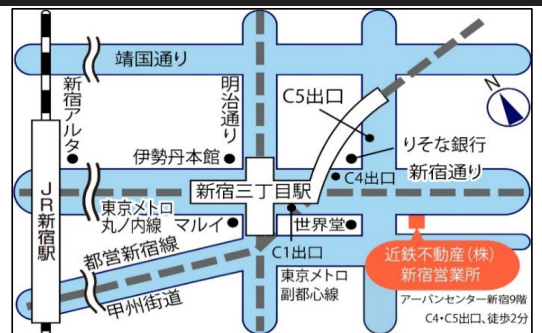 靖国通り
新宿アルタ
明治通り
C5出口
N
りそな銀行
伊勢丹本館
新宿通り
C4出口
新宿三丁目駅
JR新宿駅
東京メトロ
丸ノ内線
マルイ
世界堂
C1出口
都営新宿線
甲州街道
東京メトロ
副都心線
近鉄不動産(株)
新宿営業所
アーバンセンター新宿9階
C4・C5出口、徒歩2分